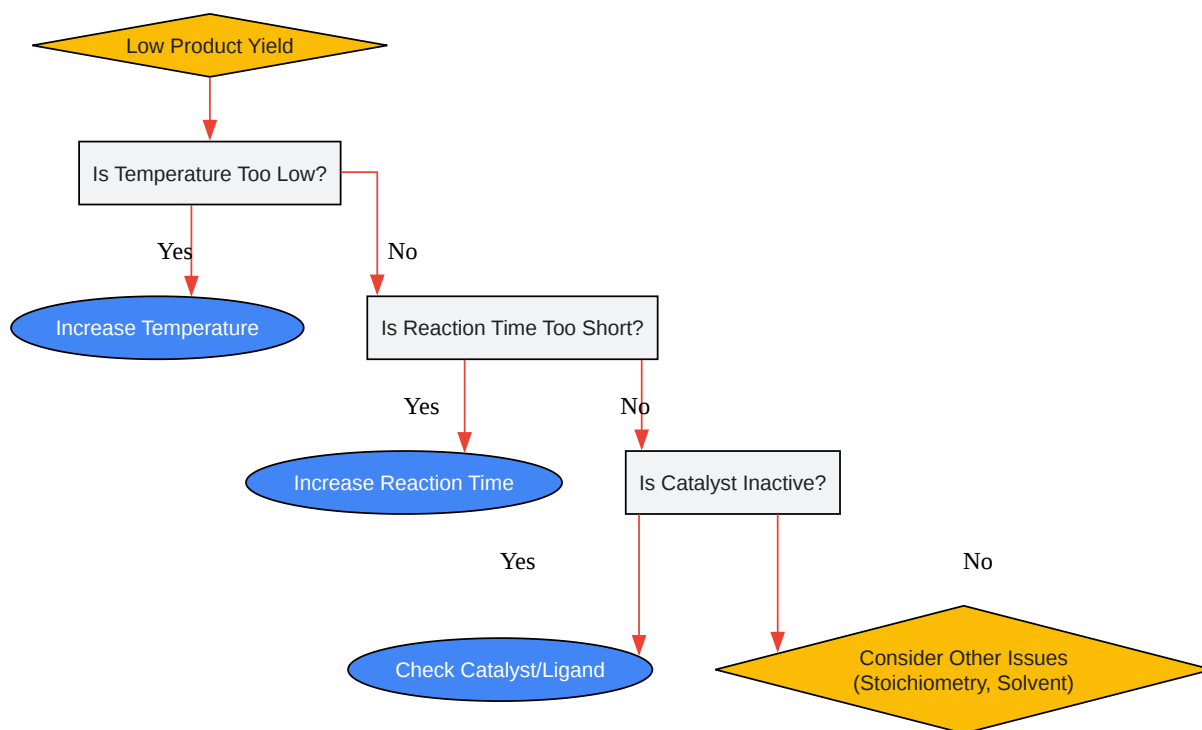 Low Product Yield
Is Temperature Too Low?
Yes
No
Increase Temperature
Is Reaction Time Too Short?
Yes
No
Increase Reaction Time
Is Catalyst Inactive?
Yes
No
Check Catalyst/Ligand
Consider Other Issues
(Stoichiometry, Solvent)